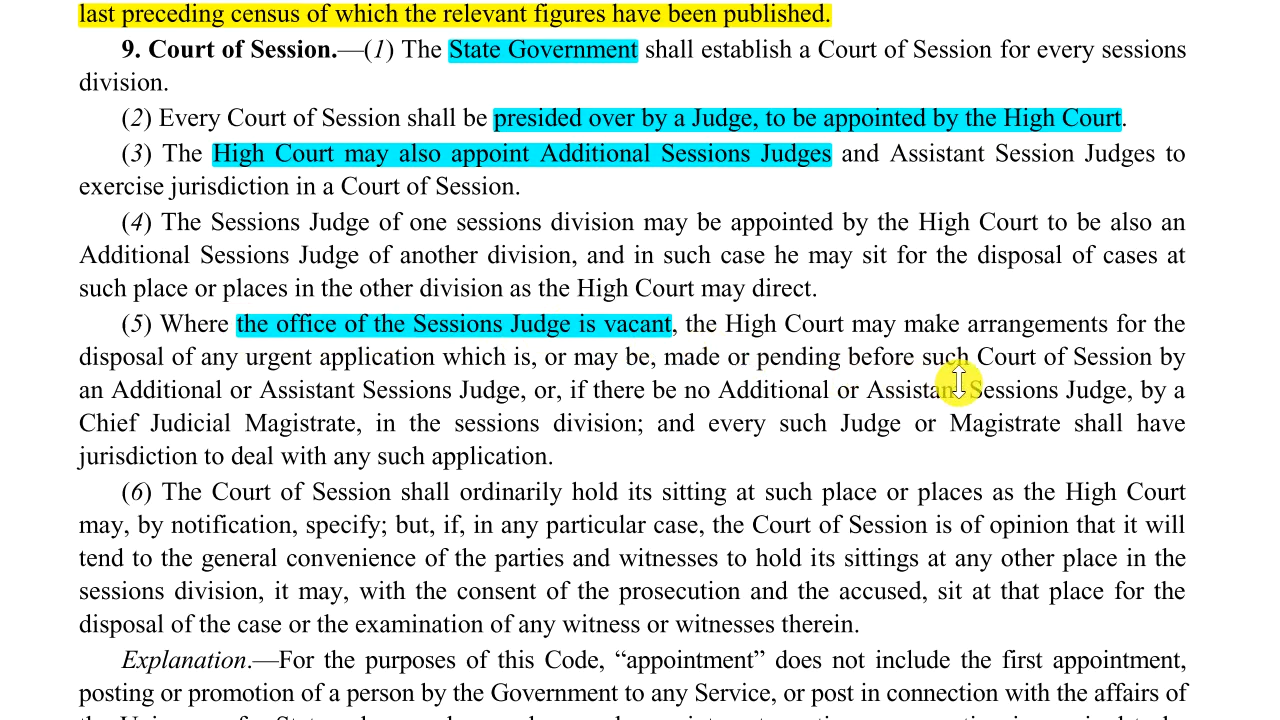 last preceding census of which the relevant figures have been published.
9. Court of Session.—(1) The State Government shall establish a Court of Session for every sessions
division.
(2) Every Court of Session shall be presided over by a Judge, to be appointed by the High Court.
(3) The High Court may also appoint Additional Sessions Judges and Assistant Session Judges to
exercise jurisdiction in a Court of Session.
(4) The Sessions Judge of one sessions division may be appointed by the High Court to be also an
Additional Sessions Judge of another division, and in such case he may sit for the disposal of cases at
such place or places in the other division as the High Court may direct.
(5) Where the office of the Sessions Judge is vacant, the High Court may make arrangements for the
disposal of any urgent application which is, or may be, made or pending before such Court of Session by
an Additional or Assistant Sessions Judge, or, if there be no Additional or Assistant Sessions Judge, by a
Chief Judicial Magistrate, in the sessions division; and every such Judge or Magistrate shall have
jurisdiction to deal with any such application.
(6) The Court of Session shall ordinarily hold its sitting at such place or places as the High Court
may, by notification, specify; but, if, in any particular case, the Court of Session is of opinion that it will
tend to the general convenience of the parties and witnesses to hold its sittings at any other place in the
sessions division, it may, with the consent of the prosecution and the accused, sit at that place for the
disposal of the case or the examination of any witness or witnesses therein.
Explanation.—For the purposes of this Code, “appointment” does not include the first appointment,
posting or promotion of a person by the Government to any Service, or post in connection with the affairs of